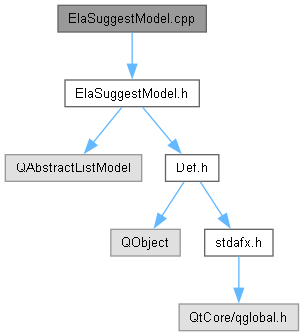 ElaSuggestModel.cpp
ElaSuggestModel.h
QAbstractListModel
Def.h
QObject
stdafx.h
QtCore/qglobal.h